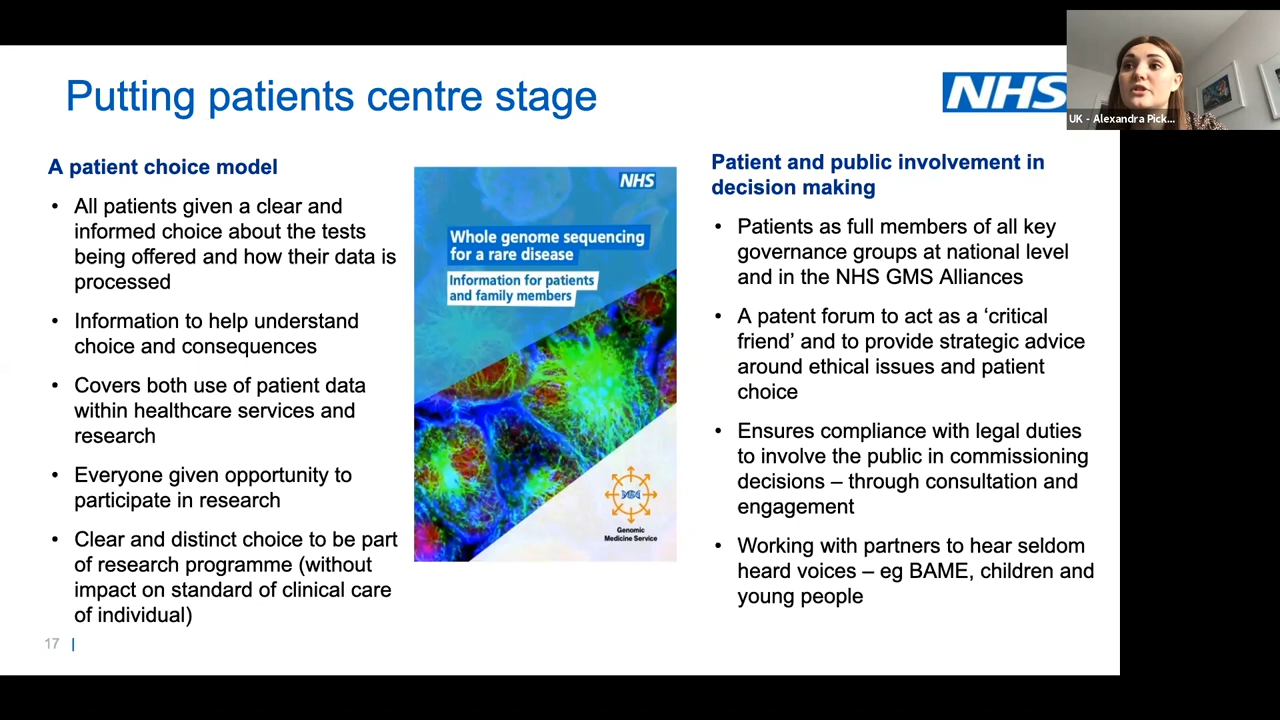 Putting patients centre stage
NHS
UK - Alexandra Pick...
A patient choice model
• All patients given a clear and
informed choice about the tests
being offered and how their data is
processed
• Information to help understand
choice and consequences
• Covers both use of patient data
within healthcare services and
research
• Everyone given opportunity to
participate in research
• Clear and distinct choice to be part
of research programme (without
impact on standard of clinical care
of individual)
NHS
Whole genome sequencing
for a rare disease
Information for patients
and family members
Genomic
Medicine Service
Patient and public involvement in
decision making
• Patients as full members of all key
governance groups at national level
and in the NHS GMS Alliances
• A patent forum to act as a ‘critical
friend’ and to provide strategic advice
around ethical issues and patient
choice
• Ensures compliance with legal duties
to involve the public in commissioning
decisions – through consultation and
engagement
• Working with partners to hear seldom
heard voices – eg BAME, children and
young people
17 |